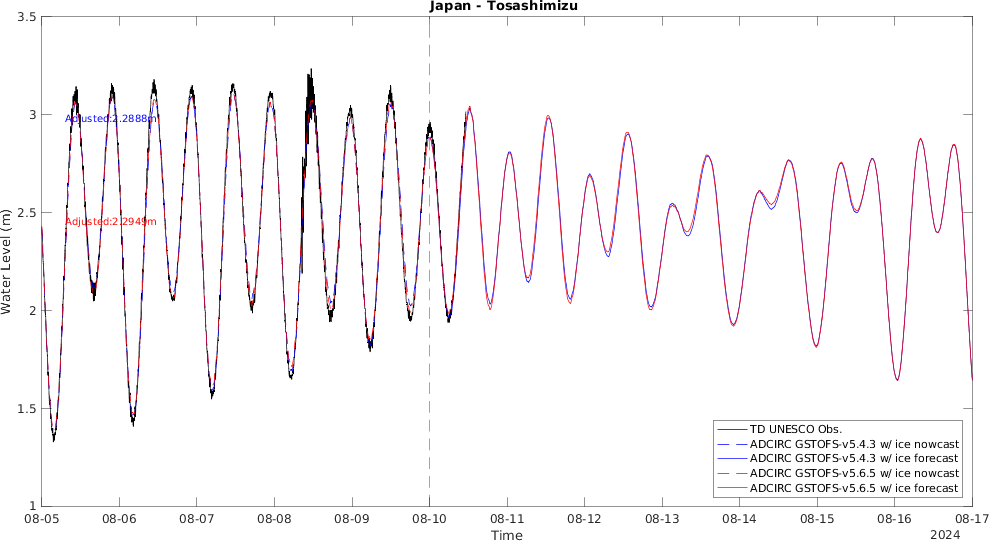 Japan - Tosashimizu
3.5
3
2.5
2
1.5
1
Water Level (m)
Adjusted:2.2888m
Adjusted:2.2949m
TD UNESCO Obs.
ADCIRC GSTOFS-v5.4.3 w/ ice nowcast
ADCIRC GSTOFS-v5.4.3 w/ ice forecast
ADCIRC GSTOFS-v5.6.5 w/ ice nowcast
ADCIRC GSTOFS-v5.6.5 w/ ice forecast
08-05 08-06 08-07 08-08 08-09 08-10 08-11 08-12 08-13 08-14 08-15 08-16 08-17
Time
2024